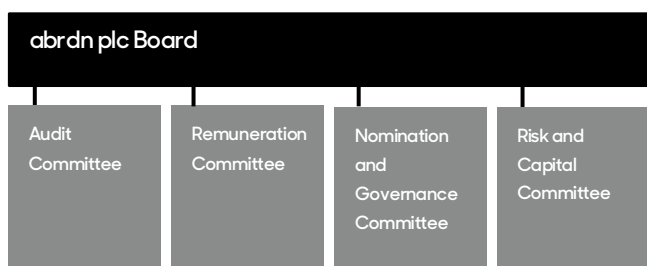 abrdn plc Board
Audit
Committee
Remuneration
Committee
Nomination
and
Governance
Committee
Risk and
Capital
Committee